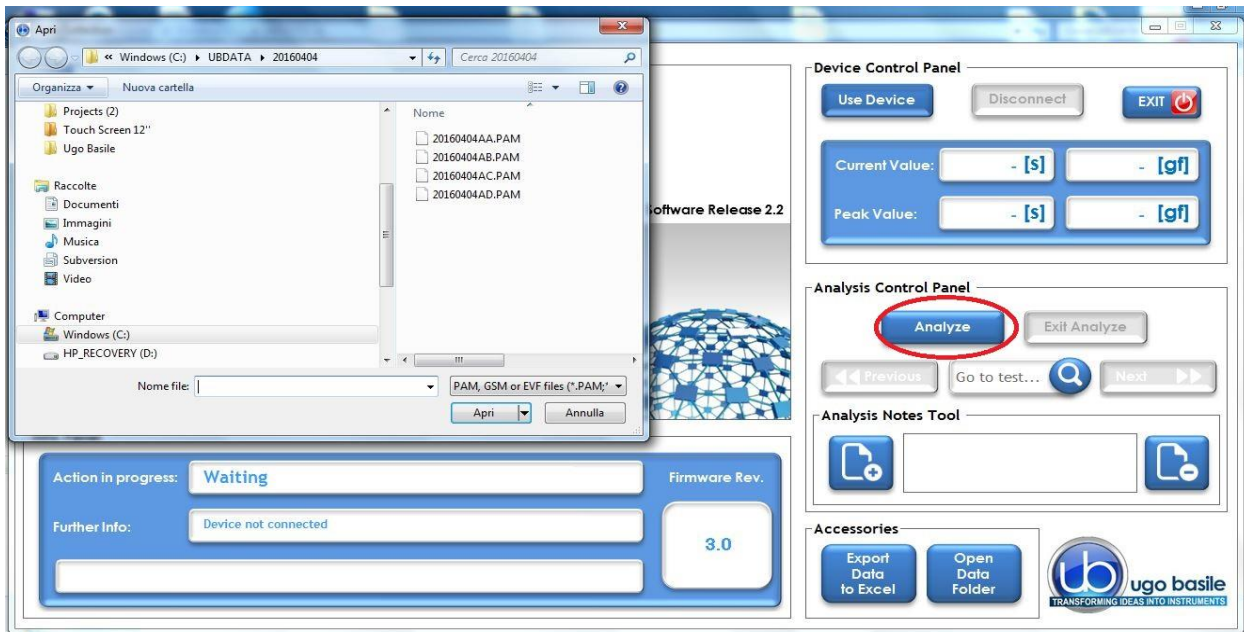 Apri
« Windows (C:) ▸ UBDATA ▸ 20160404
Cerca 20160404
Organizza
Nuova cartella
Projects (2)
Touch Screen 12"
Ugo Basile
Raccolte
Documenti
Immagini
Musica
Subversion
Video
Computer
Windows (C:)
HP_RECOVERY (D:)
Nome
20160404AA.PAM
20160404AB.PAM
20160404AC.PAM
20160404AD.PAM
Nome file:
PAM, GSM or EVF files (*.PAM;*
Apri
Annulla
Software Release 2.2
Action in progress:
Waiting
Further Info:
Device not connected
Firmware Rev.
3.0
Device Control Panel
Use Device
Disconnect
EXIT
Current Value:
- [s]
- [gf]
Peak Value:
- [s]
- [gf]
Analysis Control Panel
Analyze
Exit Analyze
Previous
Go to test...
Next
Analysis Notes Tool
Accessories
Export
Data
to Excel
Open
Data
Folder
ub
ugo basile
TRANSFORMING IDEAS INTO INSTRUMENTS